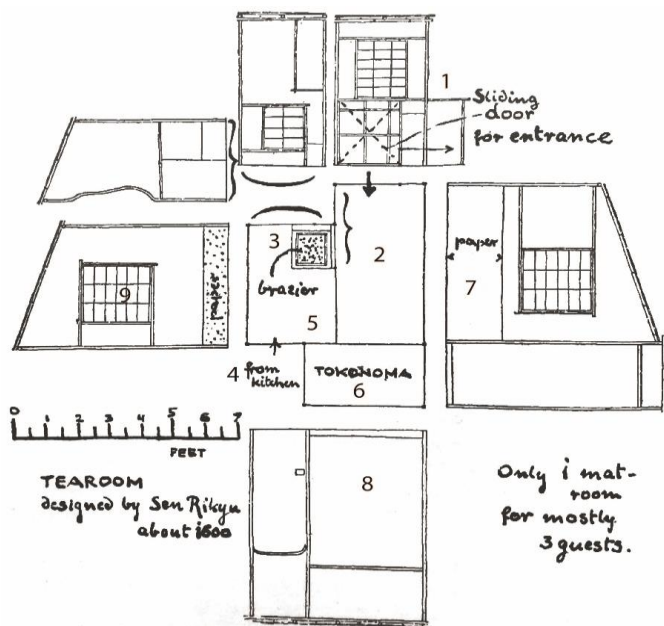 1
Sliding
door
for entrance
3
2
brazier
5
4 from
kitchen
TOKONOMA
6
paper
7
9
paper
0 1 2 3 4 5 6 7
FEET
TEAROOM
designed by Sen Rikyu
about 1600
8
Only 1 mat-
room
for mostly
3 guests.